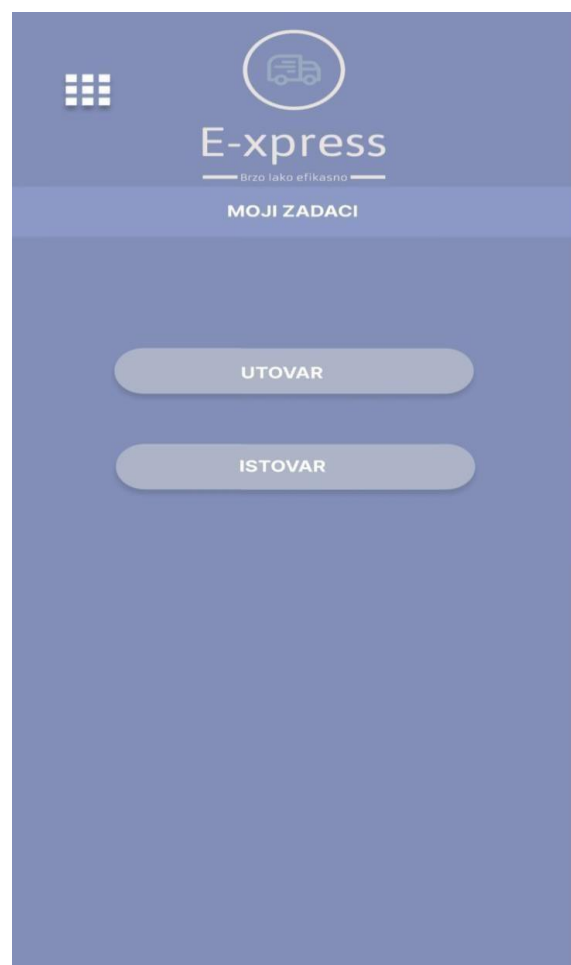 E-xpress
Brzo lako efikasno
MOJI ZADACI
UTOVAR
ISTOVAR